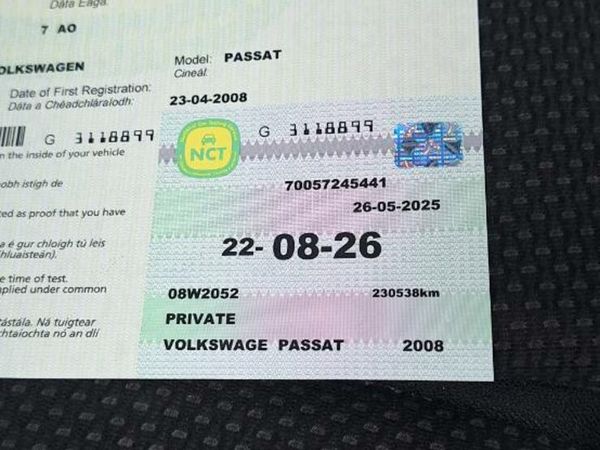 Dáta Eaga:
7 AO
OLKSWAGEN
Model: PASSAT
Cineál:
Date of First Registration:
Dáta a Chéadchláraíodh:
23-04-2008
G 3118899
n the inside of your vehicle
obh istigh de
ted as proof that you have
a é gur chloígh tú leis
hluaisteán).
e time of test.
plied under common
tástála. Ná tuigtear
chtaíochta nó an dlí
NCT
G 3118899
70057245441
26-05-2025
22-08-26
08W2052 230538km
PRIVATE
VOLKSWAGE PASSAT 2008